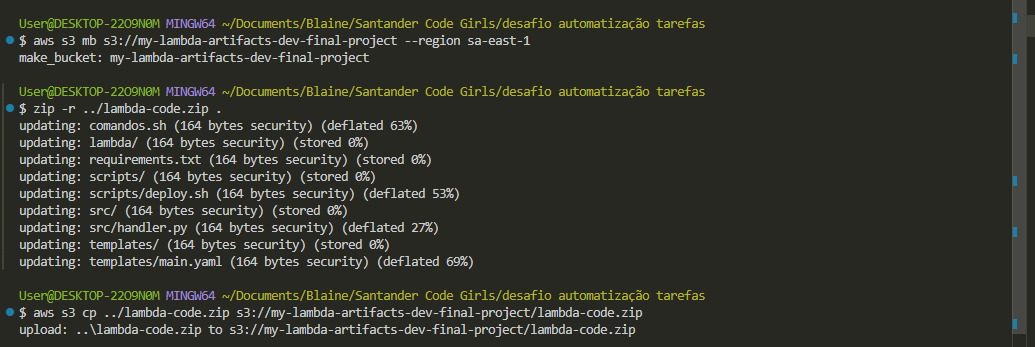 User@DESKTOP-22O9N0M MINGW64 ~/Documents/Blaine/Santander Code Girls/desafio automatização tarefas
$ aws s3 mb s3://my-lambda-artifacts-dev-final-project --region sa-east-1
make_bucket: my-lambda-artifacts-dev-final-project
User@DESKTOP-22O9N0M MINGW64 ~/Documents/Blaine/Santander Code Girls/desafio automatização tarefas
$ zip -r ../lambda-code.zip .
updating: comandos.sh (164 bytes security) (deflated 63%)
updating: lambda/ (164 bytes security) (stored 0%)
updating: requirements.txt (164 bytes security) (stored 0%)
updating: scripts/ (164 bytes security) (stored 0%)
updating: scripts/deploy.sh (164 bytes security) (deflated 53%)
updating: src/ (164 bytes security) (stored 0%)
updating: src/handler.py (164 bytes security) (deflated 27%)
updating: templates/ (164 bytes security) (stored 0%)
updating: templates/main.yaml (164 bytes security) (deflated 69%)
User@DESKTOP-22O9N0M MINGW64 ~/Documents/Blaine/Santander Code Girls/desafio automatização tarefas
$ aws s3 cp ../lambda-code.zip s3://my-lambda-artifacts-dev-final-project/lambda-code.zip
upload: ..\lambda-code.zip to s3://my-lambda-artifacts-dev-final-project/lambda-code.zip